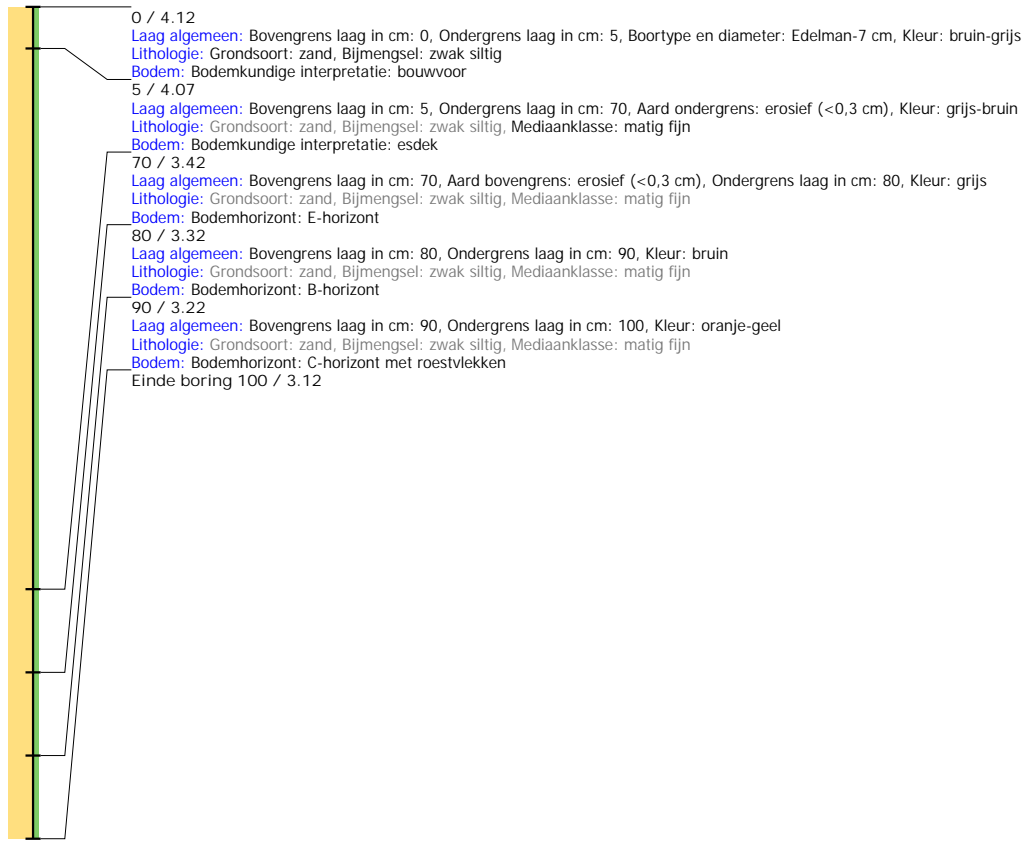 0 / 4.12
Laag algemeen: Bovengrens laag in cm: 0, Ondergrens laag in cm: 5, Boortype en diameter: Edelman-7 cm, Kleur: bruin-grijs
Lithologie: Grondsoort: zand, Bijmengsel: zwak siltig
Bodem: Bodemkundige interpretatie: bouwvoor
5 / 4.07
Laag algemeen: Bovengrens laag in cm: 5, Ondergrens laag in cm: 70, Aard ondergrens: erosief (<0,3 cm), Kleur: grijs-bruin
Lithologie: Grondsoort: zand, Bijmengsel: zwak siltig, Mediaanklasse: matig fijn
Bodem: Bodemkundige interpretatie: esdek
70 / 3.42
Laag algemeen: Bovengrens laag in cm: 70, Aard bovengrens: erosief (<0,3 cm), Ondergrens laag in cm: 80, Kleur: grijs
Lithologie: Grondsoort: zand, Bijmengsel: zwak siltig, Mediaanklasse: matig fijn
Bodem: Bodemhorizont: E-horizont
80 / 3.32
Laag algemeen: Bovengrens laag in cm: 80, Ondergrens laag in cm: 90, Kleur: bruin
Lithologie: Grondsoort: zand, Bijmengsel: zwak siltig, Mediaanklasse: matig fijn
Bodem: Bodemhorizont: B-horizont
90 / 3.22
Laag algemeen: Bovengrens laag in cm: 90, Ondergrens laag in cm: 100, Kleur: oranje-geel
Lithologie: Grondsoort: zand, Bijmengsel: zwak siltig, Mediaanklasse: matig fijn
Bodem: Bodemhorizont: C-horizont met roestvlekken
Einde boring 100 / 3.12